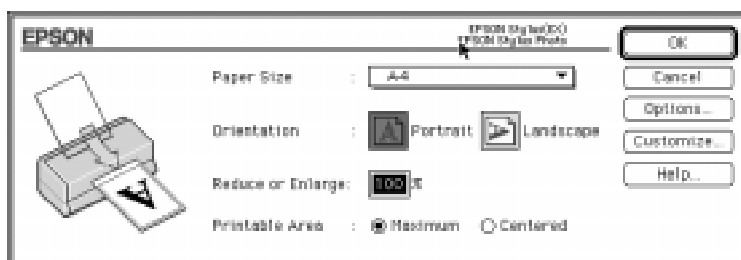 EPSON
EPSON Stylus(EX)
EPSON Stylus Photo
OK
Paper Size : A4
Cancel
Options...
Orientation : A Portrait Landscape
Customize...
Reduce or Enlarge: 100 %
Help...
Printable Area : Maximum Centered
A